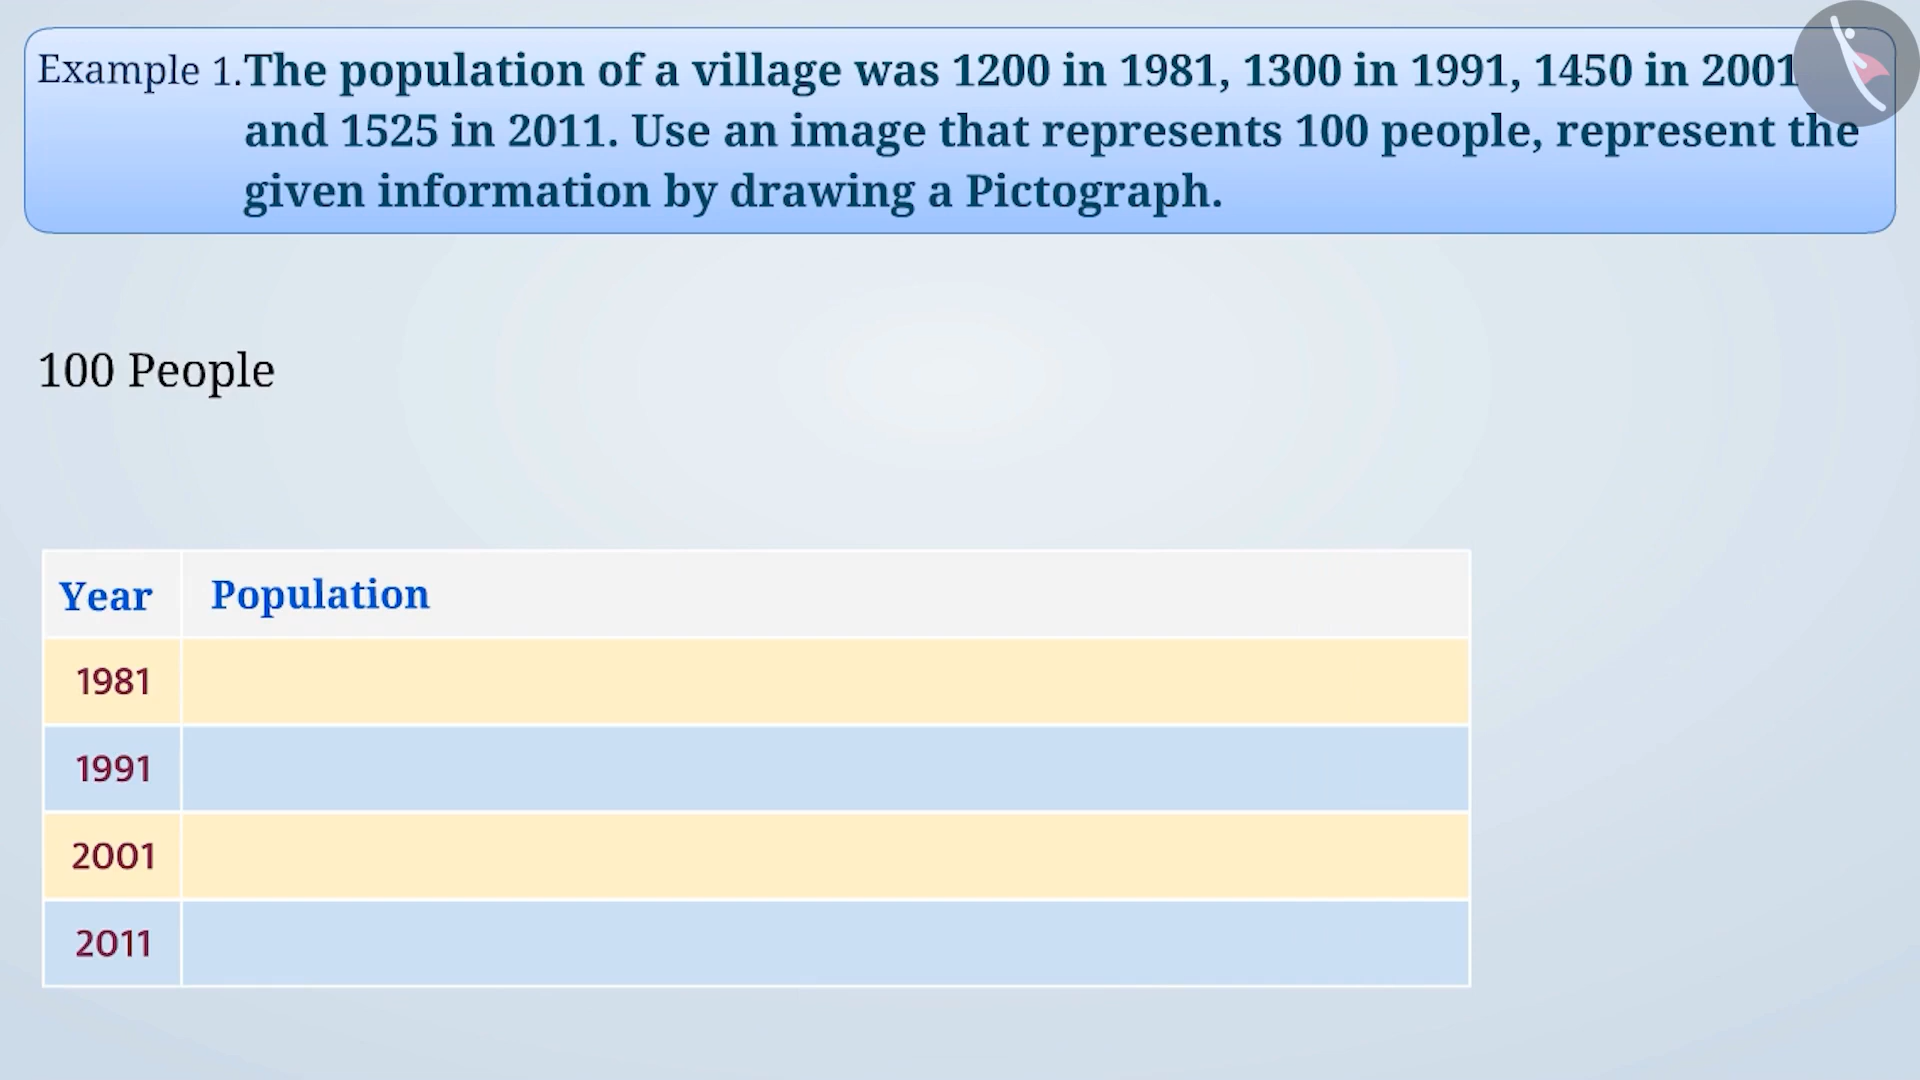 Example 1.The population of a village was 1200 in 1981, 1300 in 1991, 1450 in 2001
and 1525 in 2011. Use an image that represents 100 people, represent the
given information by drawing a Pictograph.
100 People
Year Population
1981
1991
2001
2011